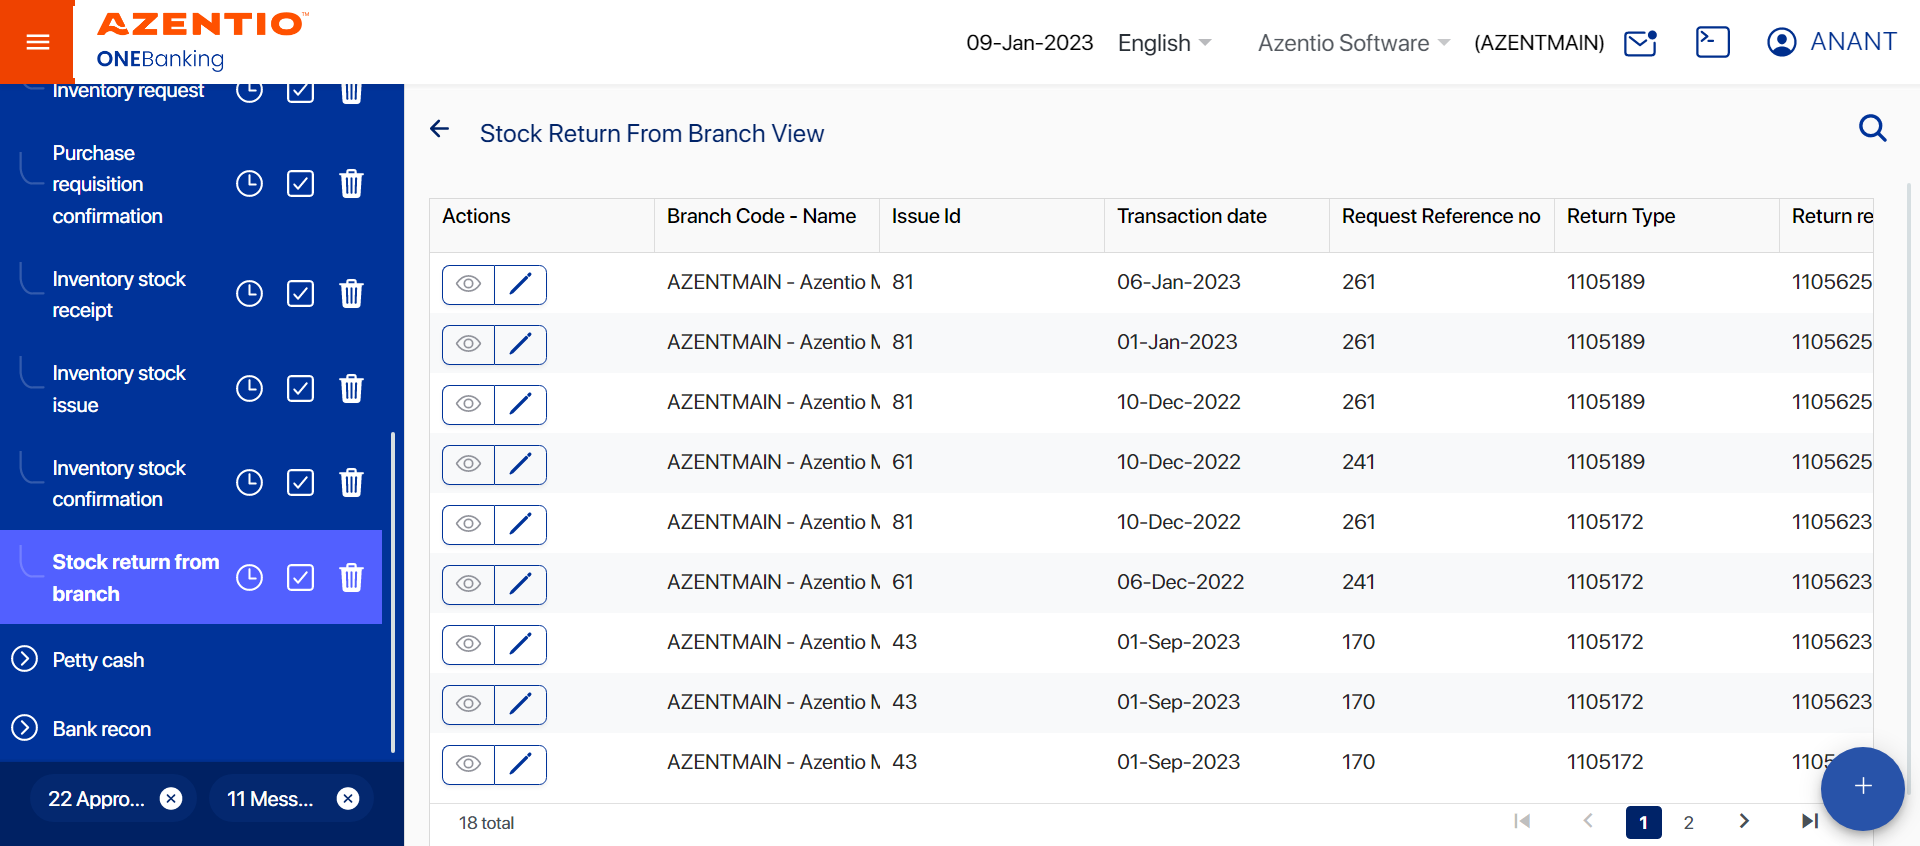 AZENTIO™
ONEBanking
09-Jan-2023 English Azentio Software (AZENTMAIN) ANANT
Inventory request
Purchase
requisition
confirmation
Inventory stock
receipt
Inventory stock
issue
Inventory stock
confirmation
Stock return from
branch
Petty cash
Bank recon
22 Appro...
11 Mess...
Stock Return From Branch View
Actions Branch Code - Name Issue Id Transaction date Request Reference no Return Type Return re
AZENTMAIN - Azentio M 81 06-Jan-2023 261 1105189 1105625
AZENTMAIN - Azentio M 81 01-Jan-2023 261 1105189 1105625
AZENTMAIN - Azentio M 81 10-Dec-2022 261 1105189 1105625
AZENTMAIN - Azentio M 61 10-Dec-2022 241 1105189 1105625
AZENTMAIN - Azentio M 81 10-Dec-2022 261 1105172 1105623
AZENTMAIN - Azentio M 61 06-Dec-2022 241 1105172 1105623
AZENTMAIN - Azentio M 43 01-Sep-2023 170 1105172 1105623
AZENTMAIN - Azentio M 43 01-Sep-2023 170 1105172 1105623
AZENTMAIN - Azentio M 43 01-Sep-2023 170 1105172
18 total
1 2